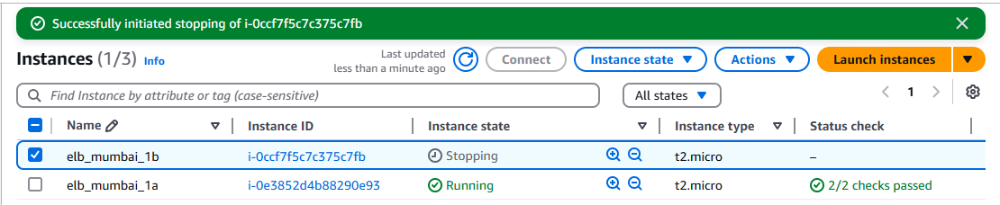 Successfully initiated stopping of i-0ccf7f5c7c375c7fb
Instances (1/3) Info
Last updated
less than a minute ago
Connect
Instance state
Actions
Launch instances
Find Instance by attribute or tag (case-sensitive)
All states
1
Name Instance ID Instance state Instance type Status check
elb_mumbai_1b i-0ccf7f5c7c375c7fb Stopping t2.micro –
elb_mumbai_1a i-0e3852d4b88290e93 Running t2.micro 2/2 checks passed